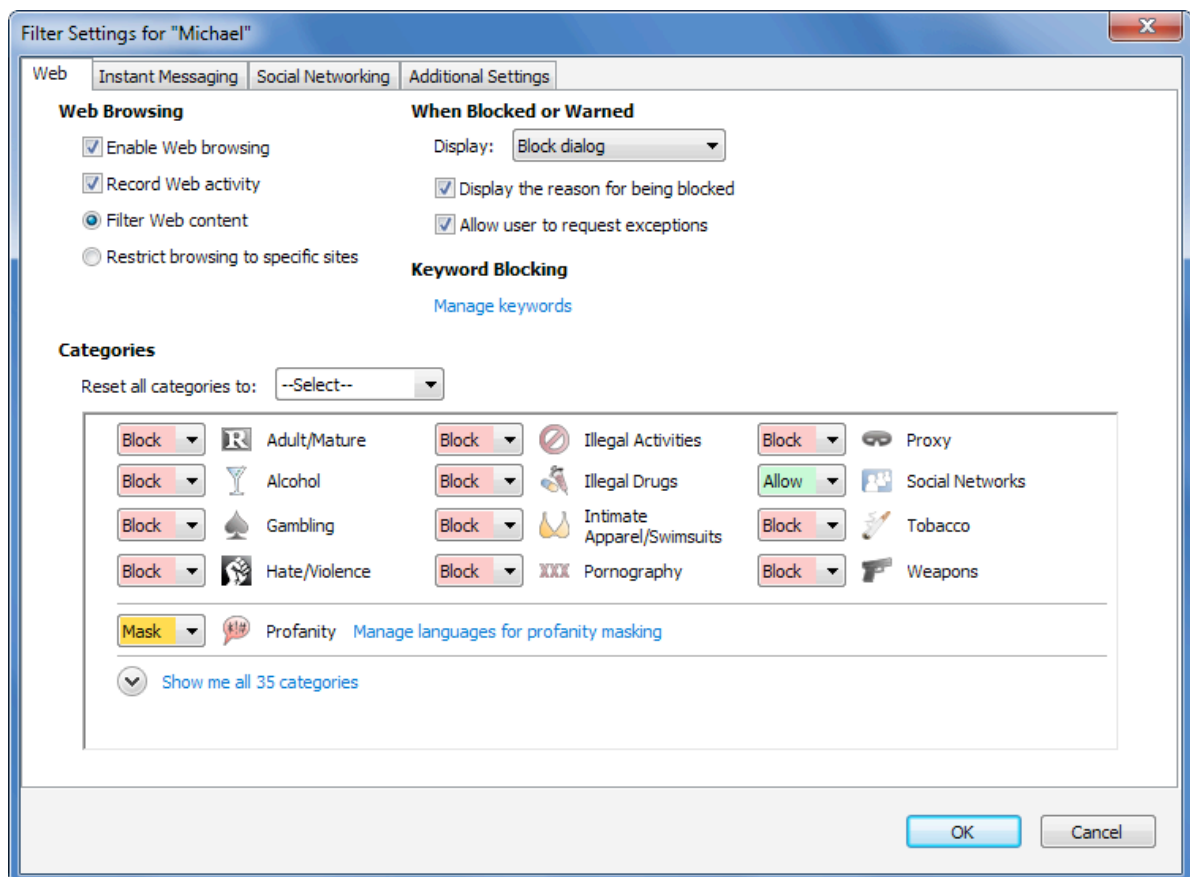 Filter Settings for "Michael"
Web
Instant Messaging
Social Networking
Additional Settings
Web Browsing
Enable Web browsing
Record Web activity
Filter Web content
Restrict browsing to specific sites
When Blocked or Warned
Display: Block dialog
Display the reason for being blocked
Allow user to request exceptions
Keyword Blocking
Manage keywords
Categories
Reset all categories to: --Select--
Block R Adult/Mature Block Illegal Activities Block Proxy
Block Alcohol Block Illegal Drugs Allow Social Networks
Block Gambling Block Intimate
Apparel/Swimsuits Block Tobacco
Block Hate/Violence Block XXX Pornography Block Weapons
Mask *!# Profanity Manage languages for profanity masking
Show me all 35 categories
OK Cancel